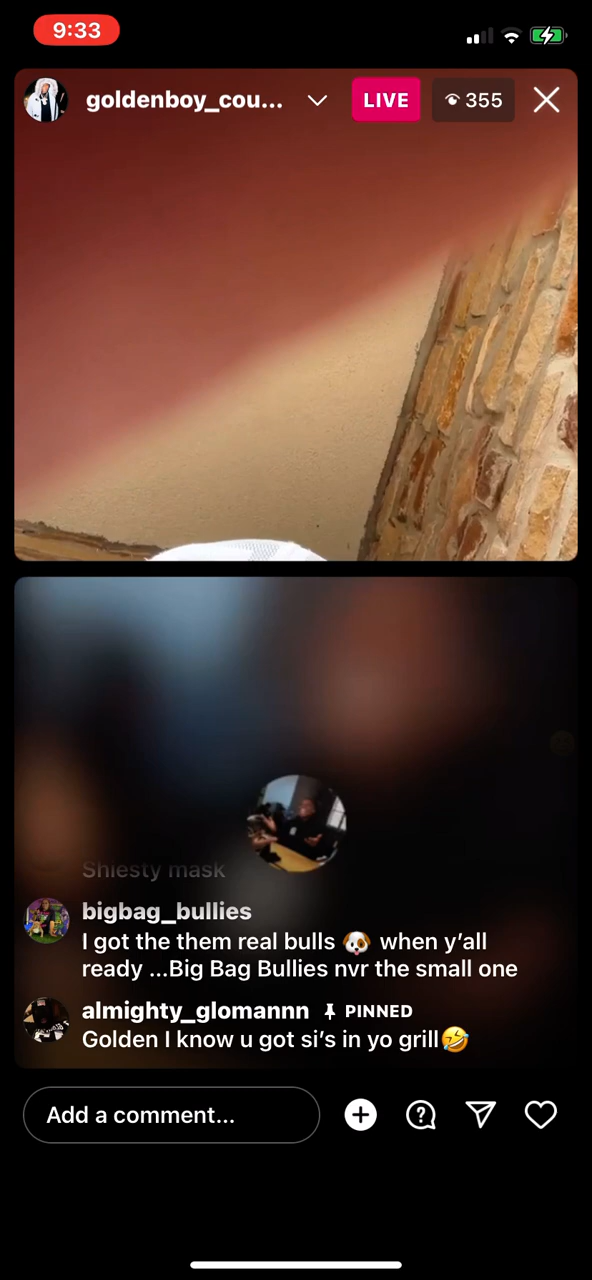 9:33
goldenboy_cou...
LIVE
355
Shiesty mask
bigbag_bullies
I got the them real bulls 🐶 when y'all
ready ...Big Bag Bullies nvr the small one
almighty_glomannn PINNED
Golden I know u got si's in yo grill🤣
Add a comment...